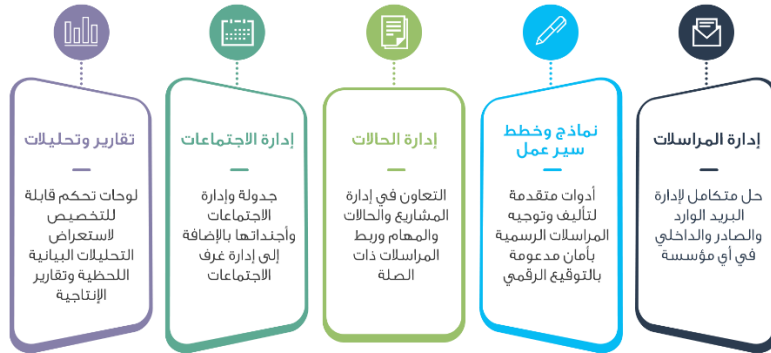 إدارة المراسلات
حل متكامل لإدارة
البريد الوارد
والصادر والداخلي
في أي مؤسسة
نماذج وخطط
سير عمل
أدوات متقدمة
لتأليف وتوجيه
المراسلات الرسمية
بأمان مدعومة
بالتوقيع الرقمي
إدارة الحالات
التعاون في إدارة
المشاريع والحالات
والمهام وربط
المراسلات ذات
الصلة
إدارة الاجتماعات
جدولة وإدارة
الاجتماعات
وأجنداتها بالإضافة
إلى إدارة غرف
الاجتماعات
تقارير وتحليلات
لوحات تحكم قابلة
للتخصيص
لاستعراض
التحليلات البيانية
اللحظية وتقارير
الإنتاجية